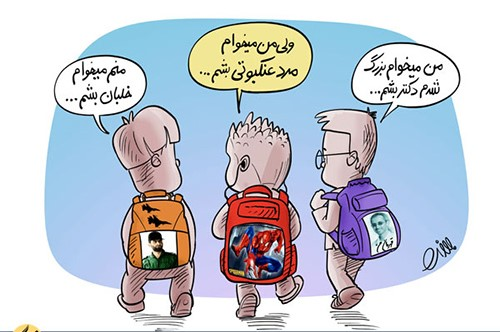 من میخوام بزرگ
شدم دکتر بشم...
ولی من میخوام
مرد عنکبوتی بشم...
منم میخوام
خلبان بشم...